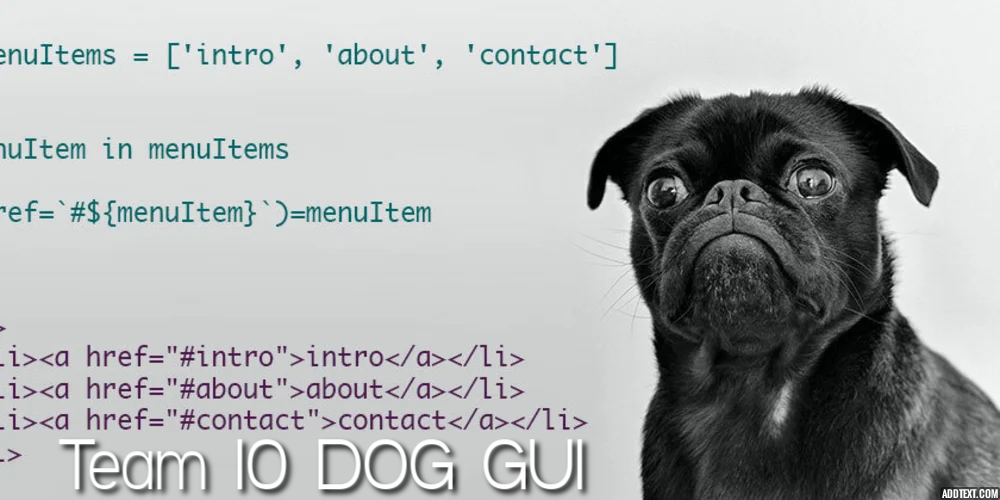 enuItems = ['intro', 'about', 'contact']
nuItem in menuItems
ref=`#${menuItem}`)=menuItem
>
li><a href="#intro">intro</a></li>
li><a href="#about">about</a></li>
li><a href="#contact">contact</a></li>
l>
Team 10 DOG GUI
ADDTEXT.COM